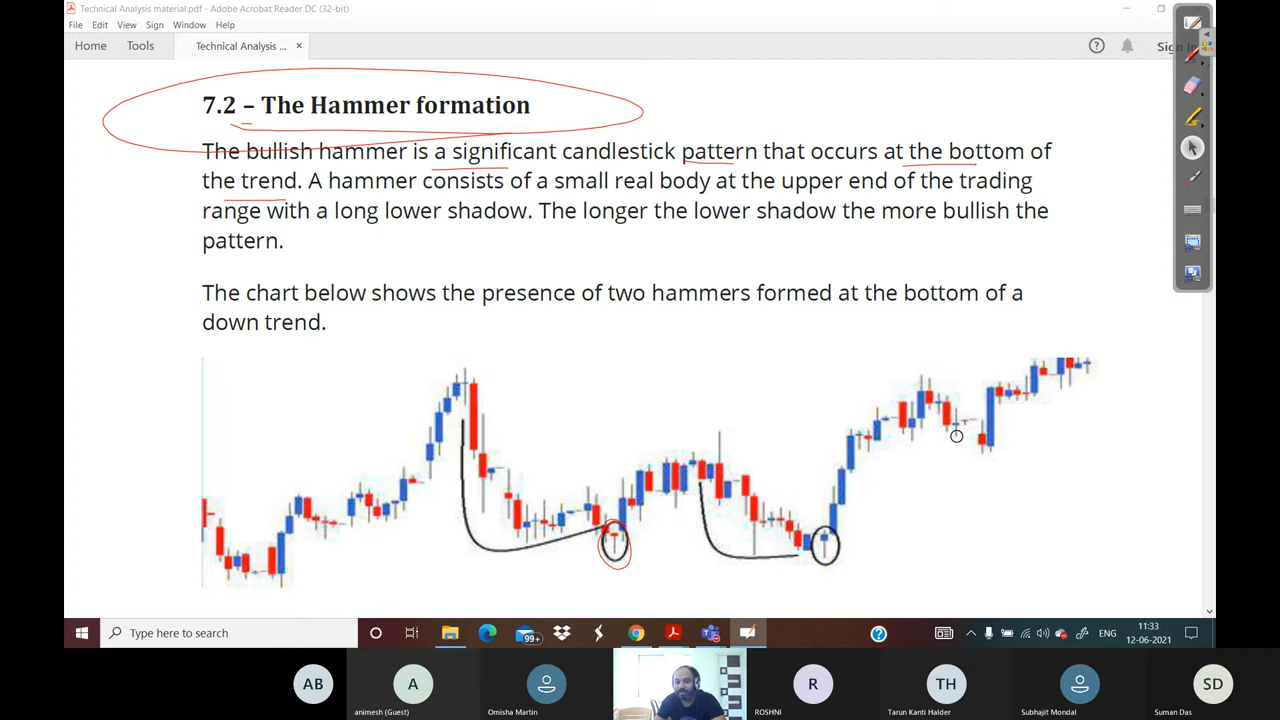 Technical Analysis material.pdf - Adobe Acrobat Reader DC (32-bit)
File Edit View Sign Window Help
Home Tools Technical Analysis ... × Sign In
7.2 – The Hammer formation
The bullish hammer is a significant candlestick pattern that occurs at the bottom of
the trend. A hammer consists of a small real body at the upper end of the trading
range with a long lower shadow. The longer the lower shadow the more bullish the
pattern.
The chart below shows the presence of two hammers formed at the bottom of a
down trend.
Type here to search
99+
ENG
11:33
12-06-2021
AB
A
R
TH
SD
animesh (Guest)
Omisha Martin
ROSHNI
Tarun Kanti Halder
Subhajit Mondal
Suman Das